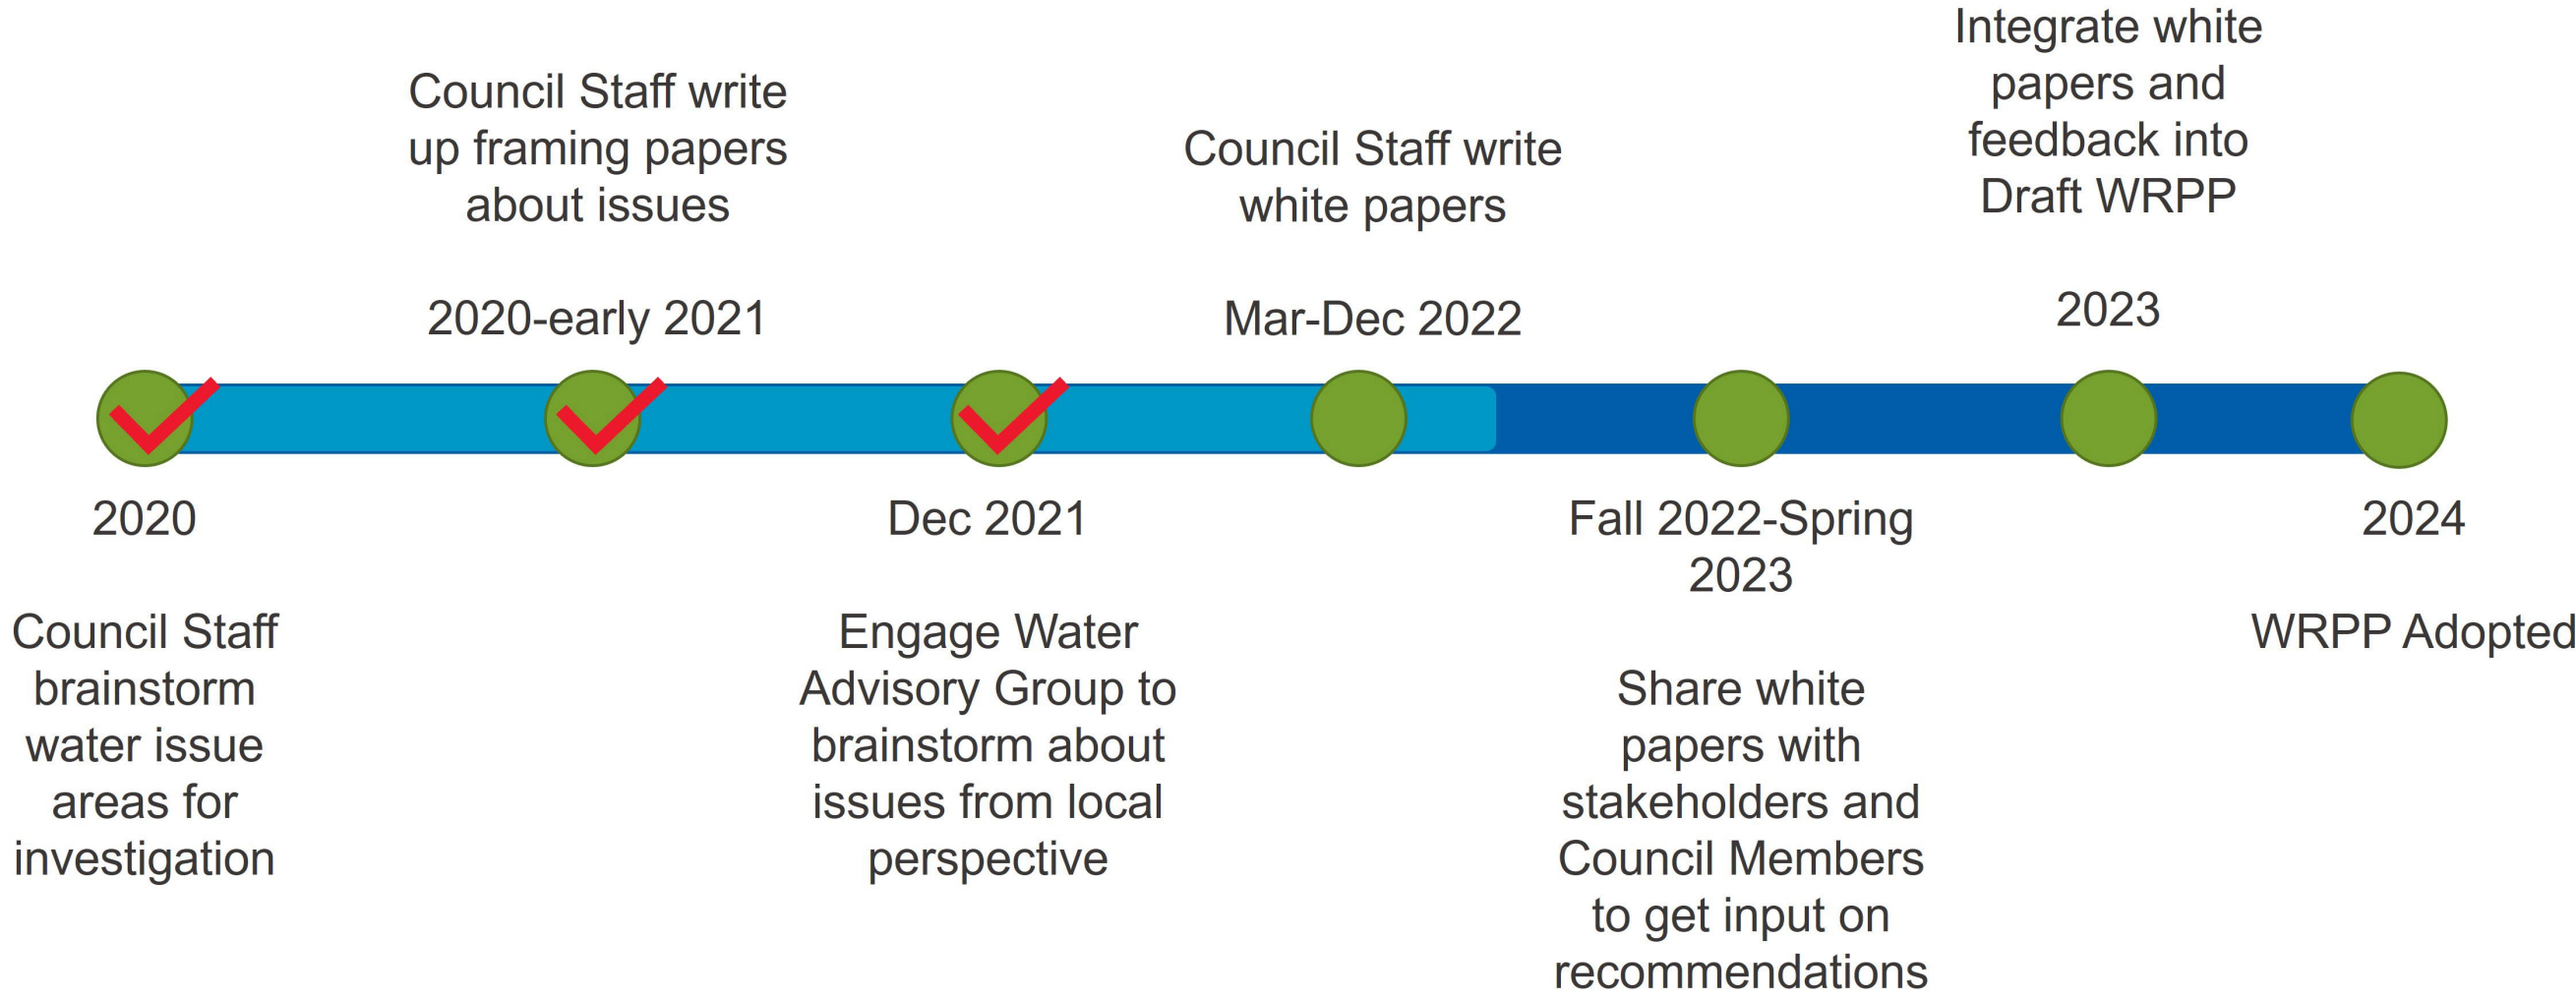 2020
Council Staff
brainstorm
water issue
areas for
investigation
Council Staff write
up framing papers
about issues
2020-early 2021
Dec 2021
Engage Water
Advisory Group to
brainstorm about
issues from local
perspective
Council Staff write
white papers
Mar-Dec 2022
Fall 2022-Spring
2023
Share white
papers with
stakeholders and
Council Members
to get input on
recommendations
Integrate white
papers and
feedback into
Draft WRPP
2023
2024
WRPP Adopted